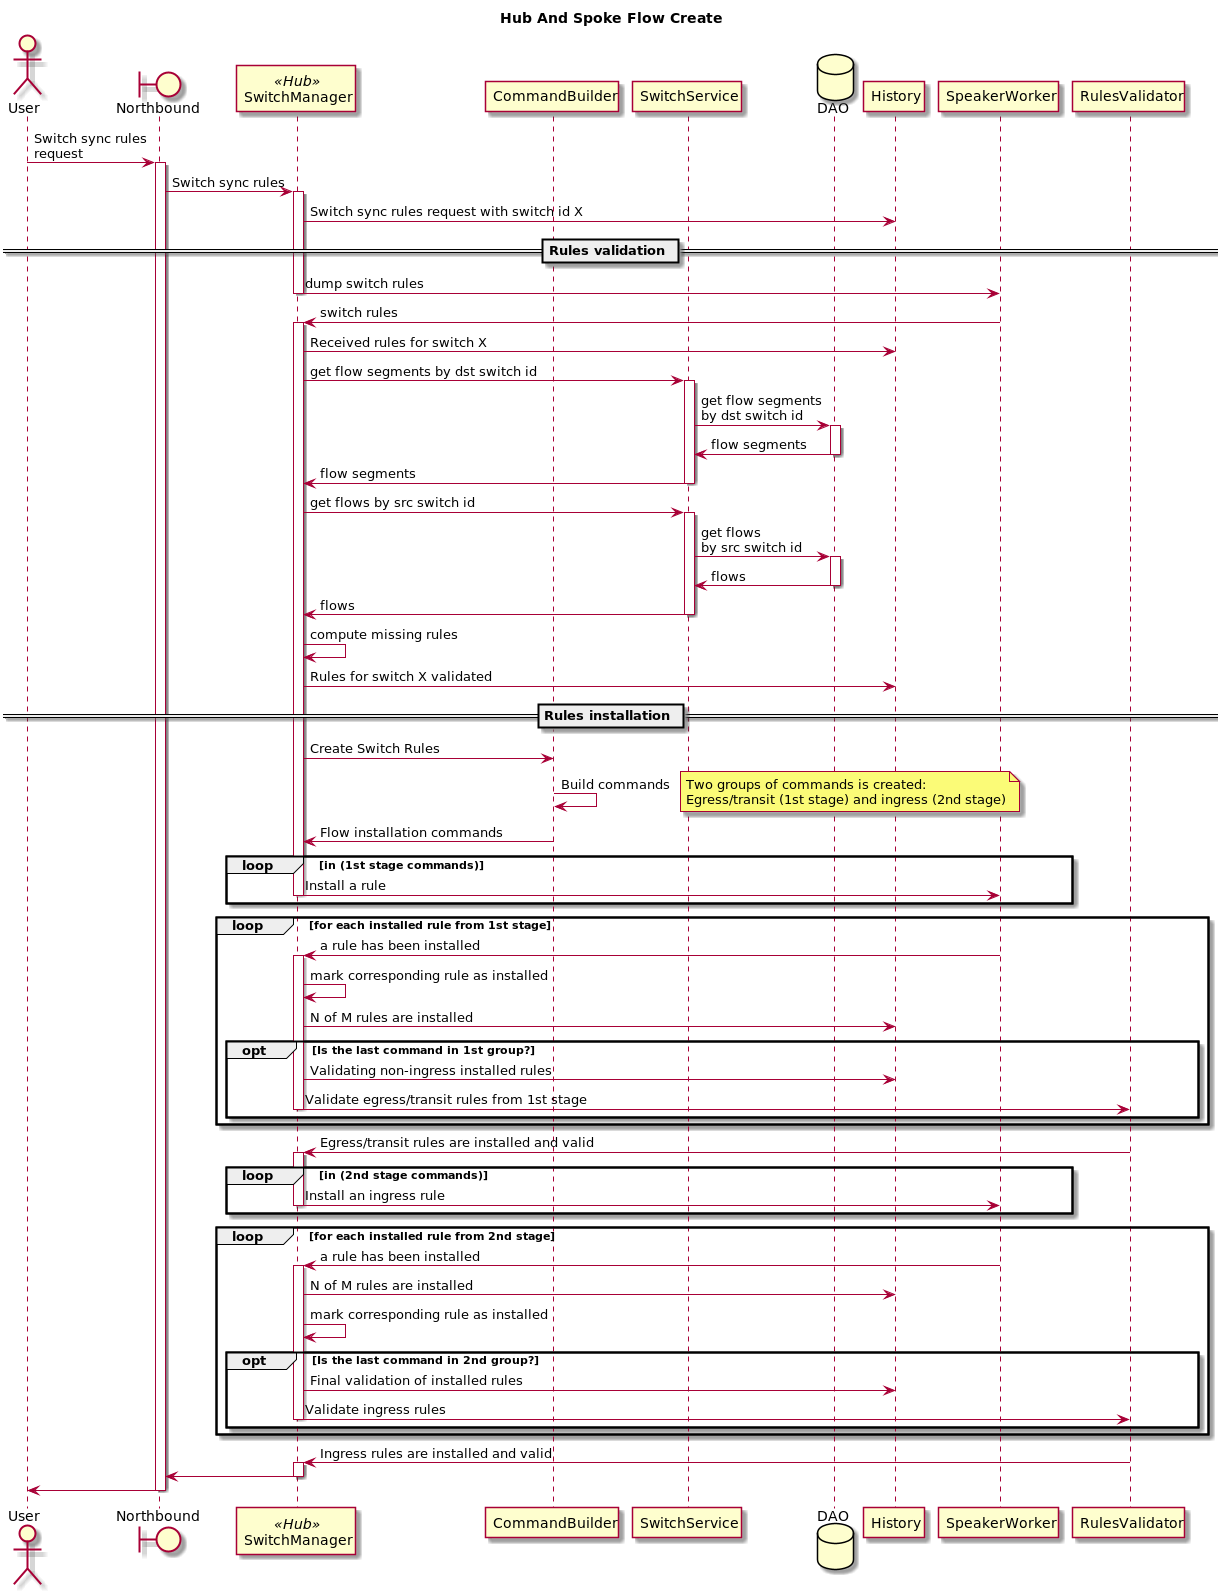 Hub And Spoke Flow Create
User
Northbound
«Hub»
SwitchManager
CommandBuilder
SwitchService
DAO
History
SpeakerWorker
RulesValidator
Switch sync rules
request
Switch sync rules
Switch sync rules request with switch id X
Rules validation
dump switch rules
switch rules
Received rules for switch X
get flow segments by dst switch id
get flow segments
by dst switch id
flow segments
flow segments
get flows by src switch id
get flows
by src switch id
flows
flows
compute missing rules
Rules for switch X validated
Rules installation
Create Switch Rules
Build commands
Two groups of commands is created:
Egress/transit (1st stage) and ingress (2nd stage)
Flow installation commands
loop [in (1st stage commands)]
Install a rule
loop [for each installed rule from 1st stage]
a rule has been installed
mark corresponding rule as installed
N of M rules are installed
opt [Is the last command in 1st group?]
Validating non-ingress installed rules
Validate egress/transit rules from 1st stage
Egress/transit rules are installed and valid
loop [in (2nd stage commands)]
Install an ingress rule
loop [for each installed rule from 2nd stage]
a rule has been installed
N of M rules are installed
mark corresponding rule as installed
opt [Is the last command in 2nd group?]
Final validation of installed rules
Validate ingress rules
Ingress rules are installed and valid
User
Northbound
«Hub»
SwitchManager
CommandBuilder
SwitchService
DAO
History
SpeakerWorker
RulesValidator